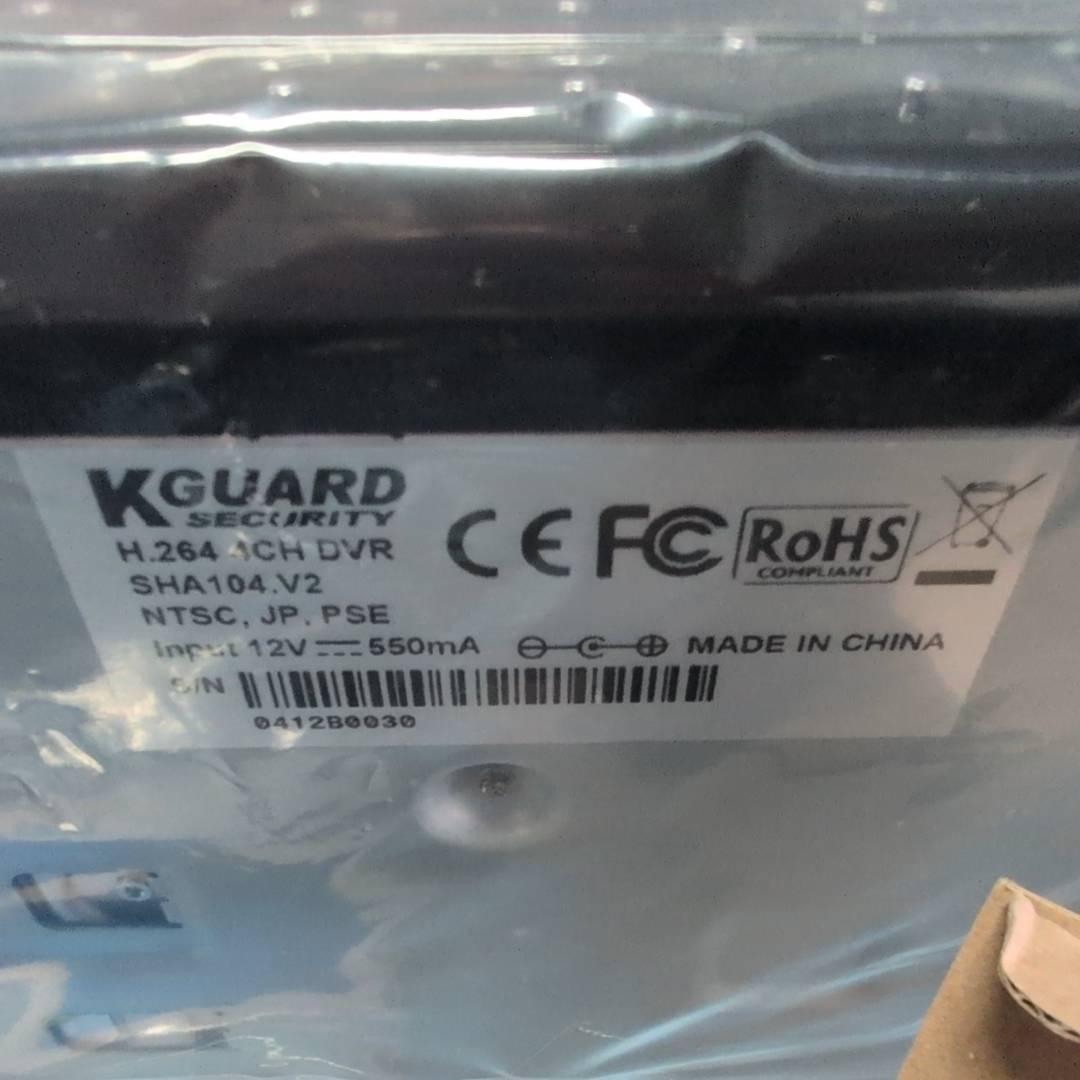 KGUARD
SECURITY
H.264 4CH DVR
SHA104.V2
NTSC, JP, PSE
Input 12V 550mA
MADE IN CHINA
CE FC RoHS
COMPLIANT
S/N
0412B0030